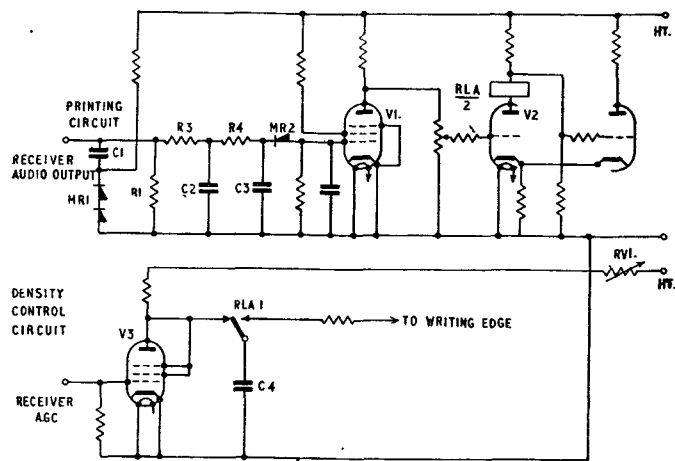 HT.
PRINTING
CIRCUIT
RECEIVER
AUDIO OUTPUT
C1
MR1
R1
R3
R4
MR2
C2
C3
V1.
RLA
2
V2
RV1.
HT.
DENSITY
CONTROL
CIRCUIT
V3
RLA 1
TO WRITING EDGE
C4
RECEIVER
AGC